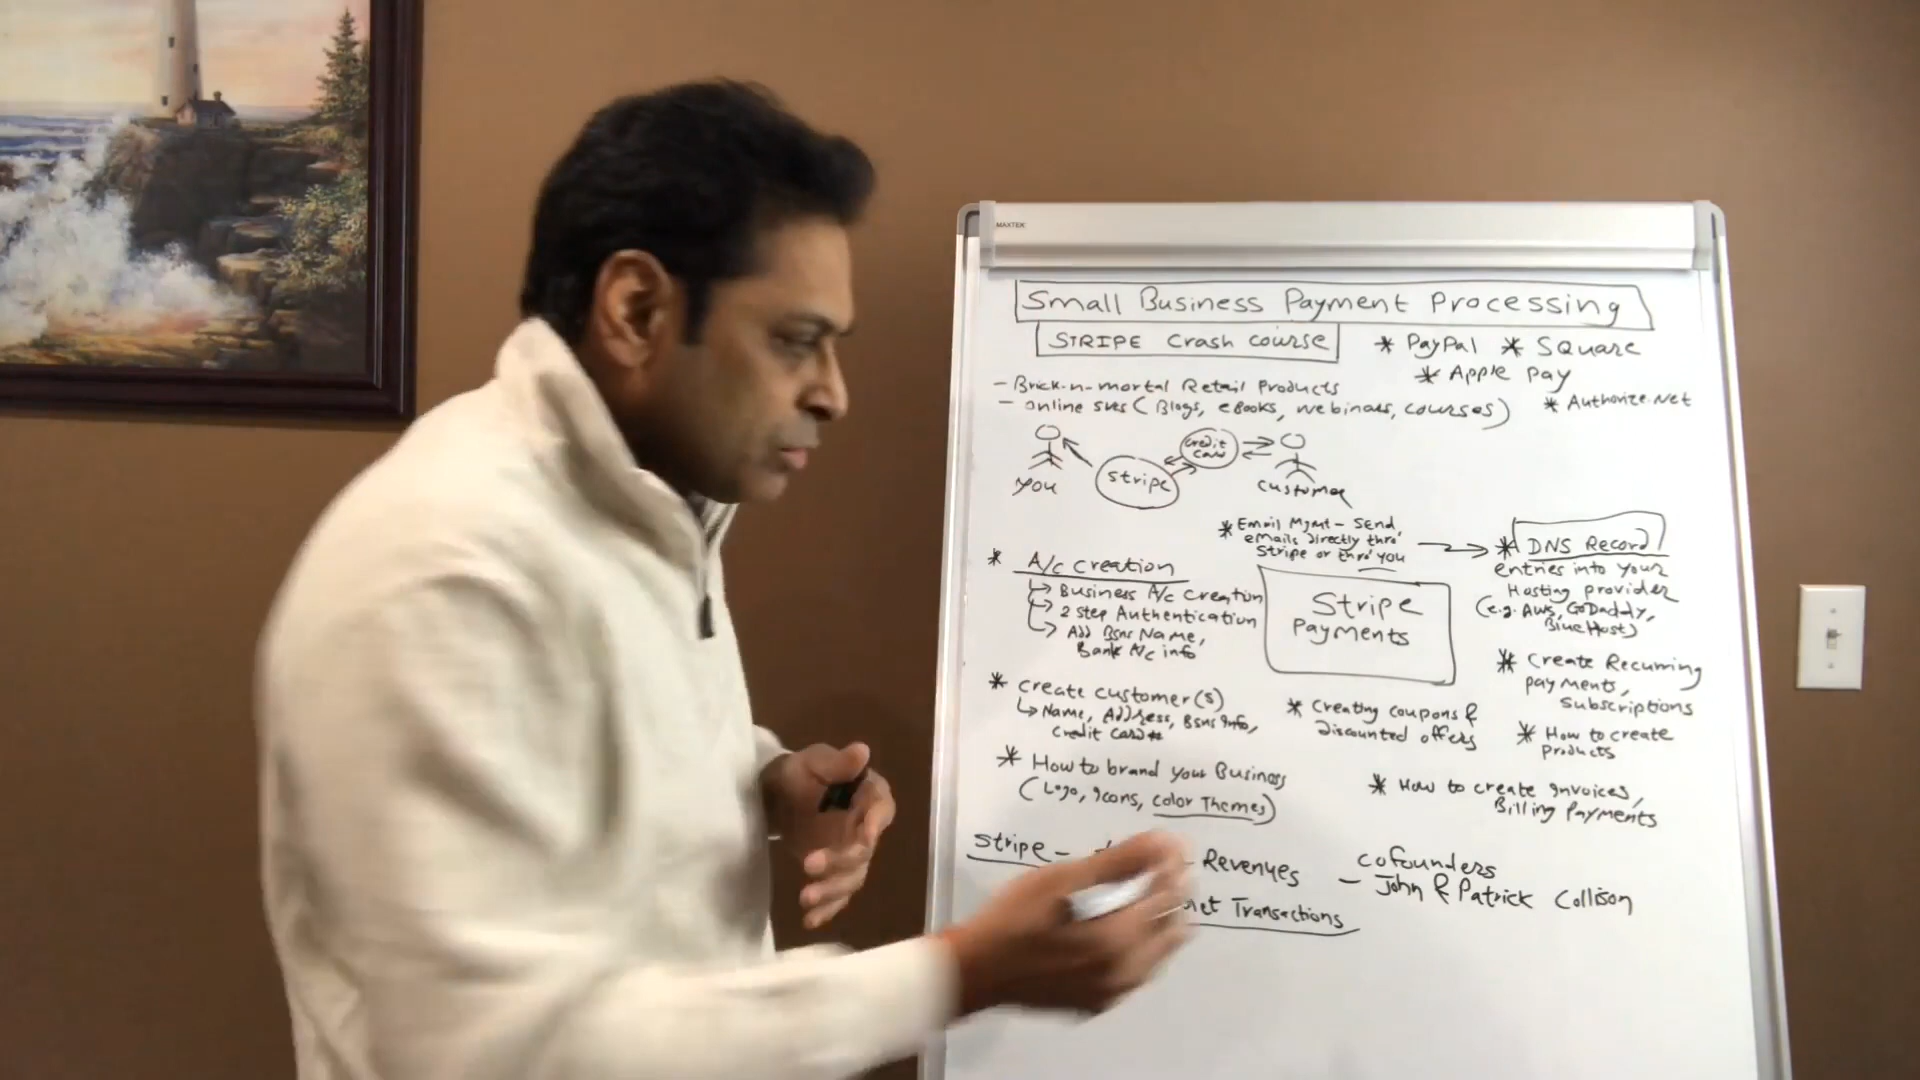 MAXTEK
Small Business Payment Processing
STRIPE Crash course
* PayPal * SQuare
* Apple Pay
* Authorize.net
- Brick-n-mortal Retail Products
- online svcs (Blogs, eBooks, webinars, courses)
credit
card
stripe
you
customer
* Email Mgmt - Send
emails directly thro'
Stripe or thro' you
* DNS Record
entries into your
Hosting provider
(e.g. AWS, GoDaddy,
BlueHost)
* A/c creation
Business A/c creation
2 step Authentication
Add Bsns Name,
Bank A/c info
Stripe
payments
* Create Recurring
payments,
Subscriptions
* create customer(s)
Name, Address, Bsns info,
credit card #
* Creating coupons &
discounted offers
* How to create
products
* How to brand your Business
(Logo, icons, color Themes)
* How to create invoices,
Billing Payments
stripe -
- Revenues
Transactions
cofounders
- John & Patrick Collison